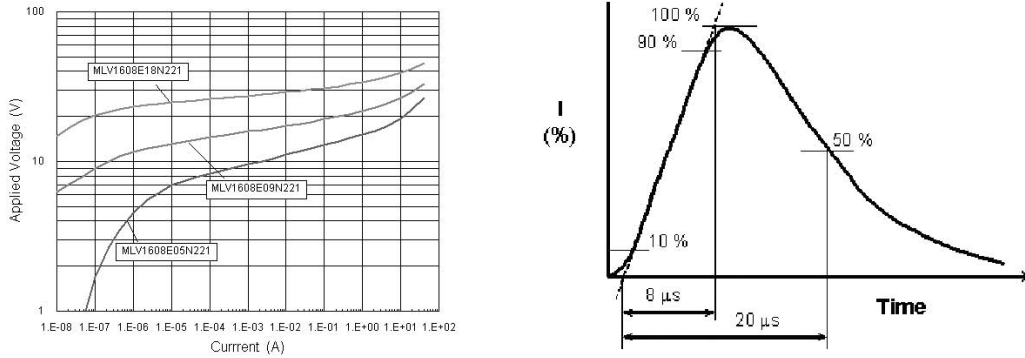 100
10
1
Applied Voltage (V)
MLV1608E18N221
MLV1608E09N221
MLV1608E05N221
1.E-08 1.E-07 1.E-06 1.E-05 1.E-04 1.E-03 1.E-02 1.E-01 1.E+00 1.E+01 1.E+02
Currrent (A)
I
(%)
100 %
90 %
50 %
10 %
8 µs
20 µs
Time